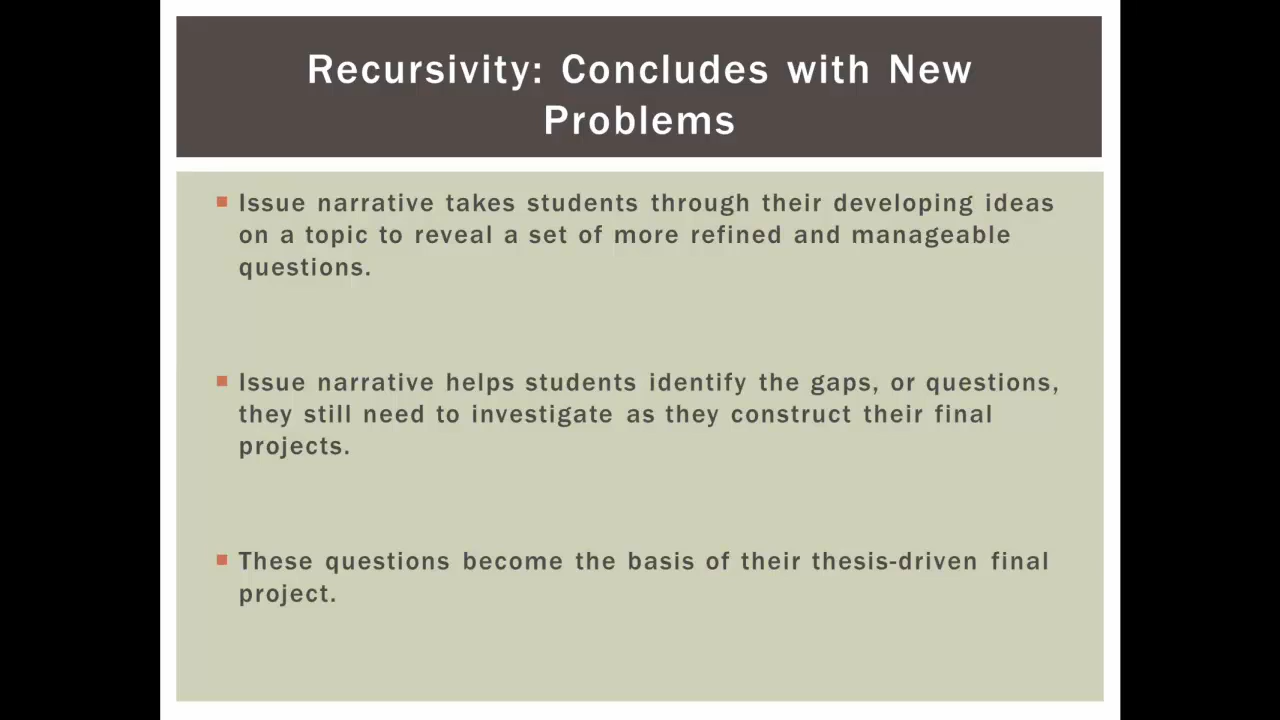 Recursivity: Concludes with New
Problems
Issue narrative takes students through their developing ideas
on a topic to reveal a set of more refined and manageable
questions.
Issue narrative helps students identify the gaps, or questions,
they still need to investigate as they construct their final
projects.
These questions become the basis of their thesis-driven final
project.